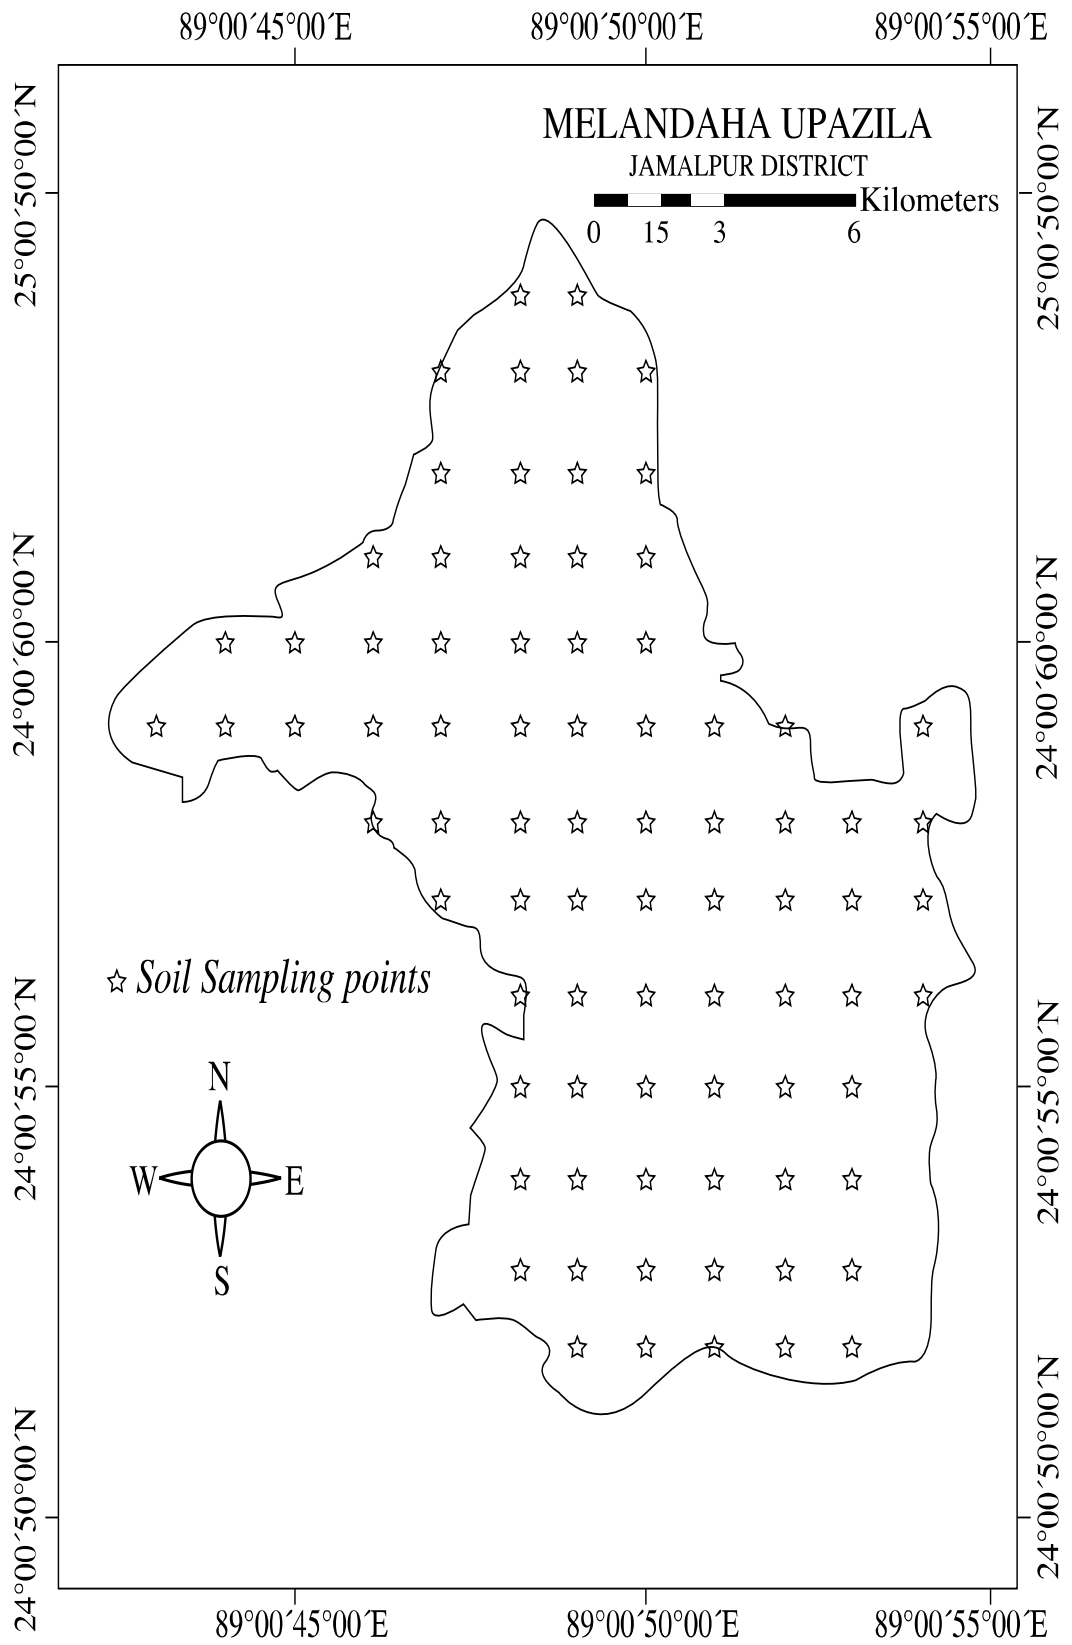 89°00´45°00´E 89°00´50°00´E 89°00´55°00´E
MELANDAHA UPAZILA
JAMALPUR DISTRICT
Kilometers
0 15 3 6
25°00´50°00´N
25°00´50°00´N
24°00´60°00´N
24°00´60°00´N
Soil Sampling points
24°00´55°00´N
24°00´55°00´N
N
W E
S
24°00´50°00´N
24°00´50°00´N
89°00´45°00´E 89°00´50°00´E 89°00´55°00´E